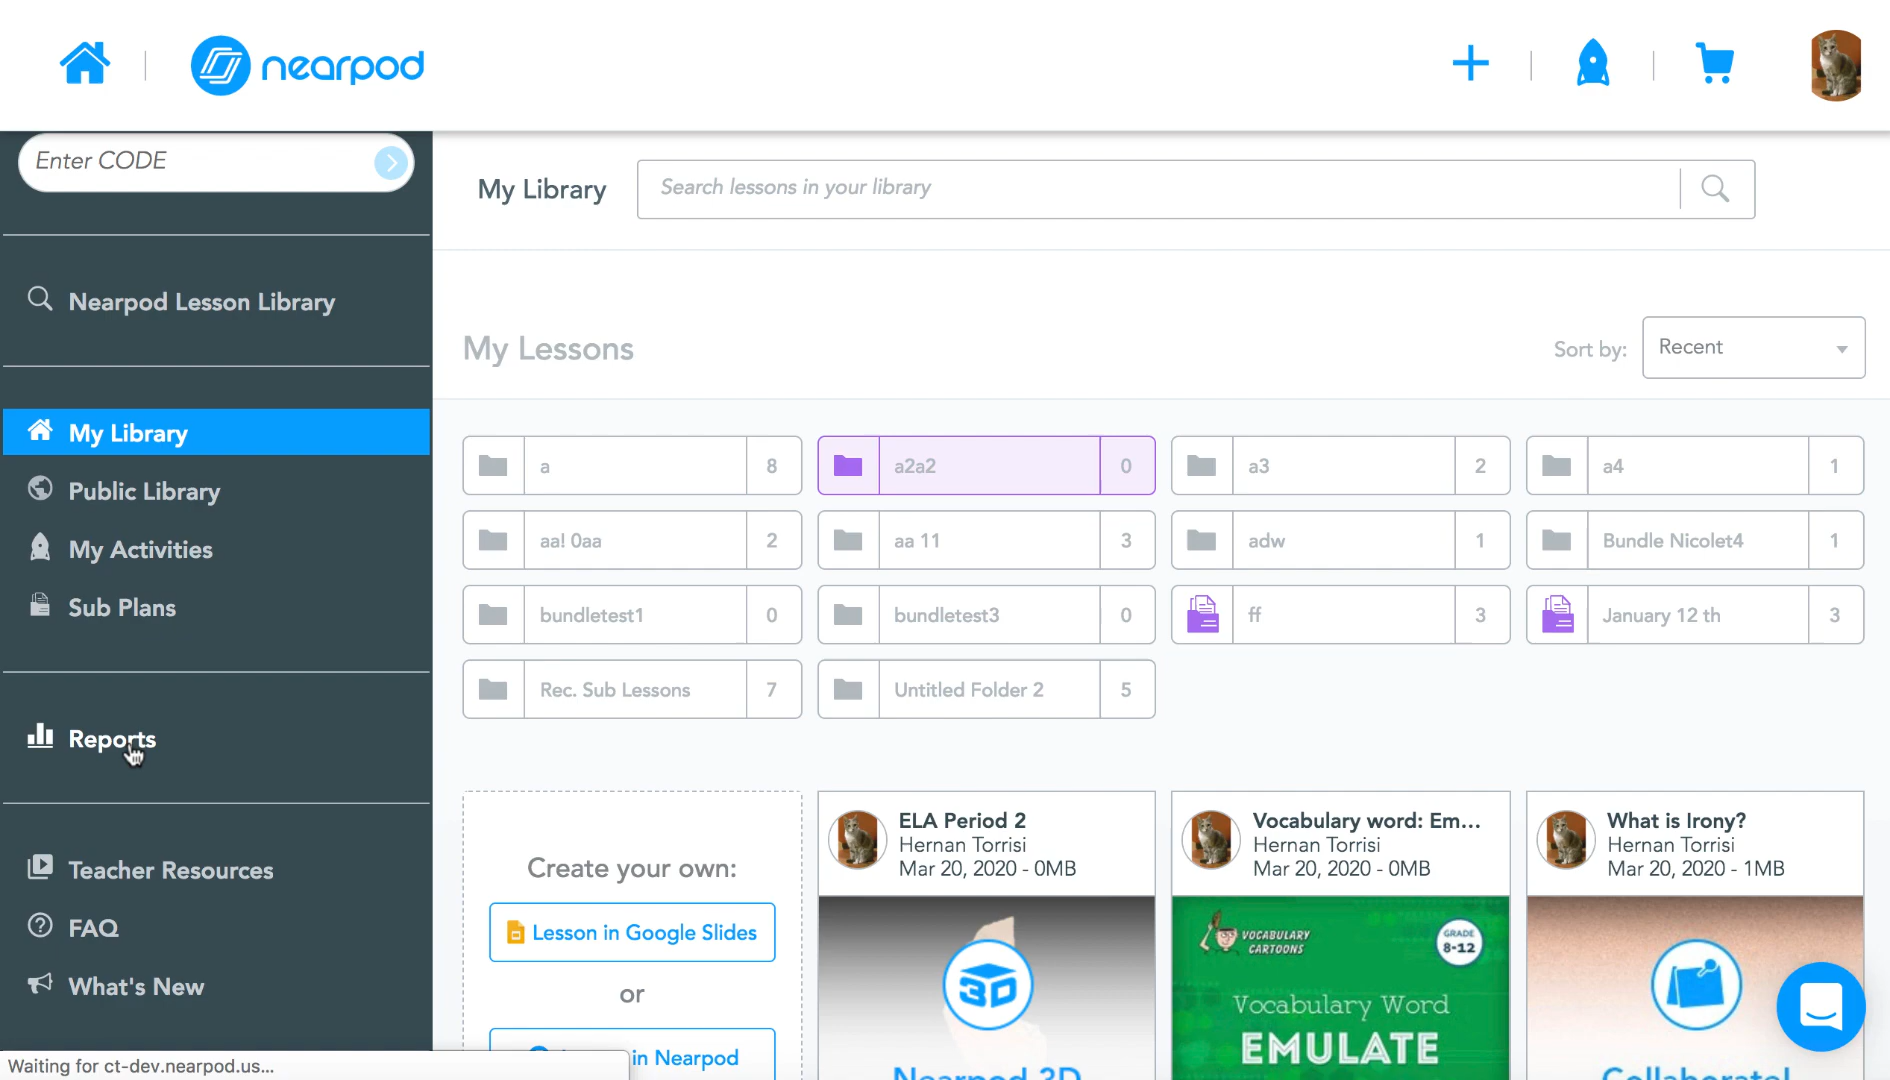 nearpod
Enter CODE
Nearpod Lesson Library
My Library
Public Library
My Activities
Sub Plans
Reports
Teacher Resources
FAQ
What's New
Waiting for ct-dev.nearpod.us...
My Library
Search lessons in your library
My Lessons
Sort by:
Recent
a 8
a2a2 0
a3 2
a4 1
aa! 0aa 2
aa 11 3
adw 1
Bundle Nicolet4 1
bundletest1 0
bundletest3 0
ff 3
January 12 th 3
Rec. Sub Lessons 7
Untitled Folder 2 5
Create your own:
Lesson in Google Slides
or
in Nearpod
ELA Period 2
Hernan Torrisi
Mar 20, 2020 - 0MB
3D
Nearpod 3D
Vocabulary word: Em...
Hernan Torrisi
Mar 20, 2020 - 0MB
VOCABULARY
CARTOONS
GRADE
8-12
Vocabulary Word
EMULATE
What is Irony?
Hernan Torrisi
Mar 20, 2020 - 1MB
Collaborate!